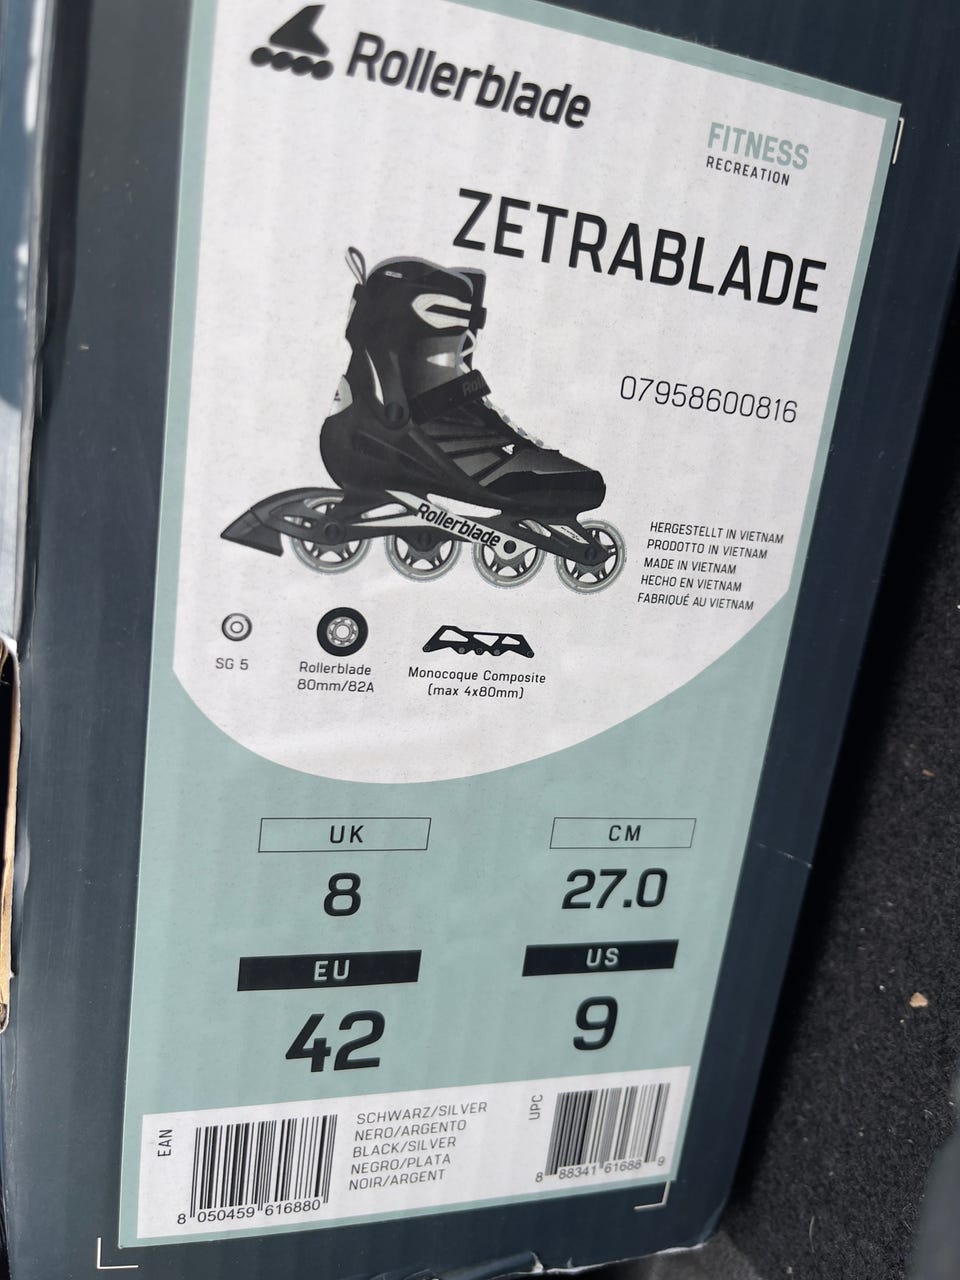 Rollerblade
FITNESS
RECREATION
ZETRABLADE
07958600816
Rollerblade
HERGESTELLT IN VIETNAM
PRODOTTO IN VIETNAM
MADE IN VIETNAM
HECHO EN VIETNAM
FABRIQUÉ AU VIETNAM
SG 5
Rollerblade
80mm/82A
Monocoque Composite
(max 4x80mm)
UK
CM
8
27.0
EU
US
42
9
EAN
8 050459 616880
SCHWARZ/SILVER
NERO/ARGENTO
BLACK/SILVER
NEGRO/PLATA
NOIR/ARGENT
UPC
8 88341 61688 9